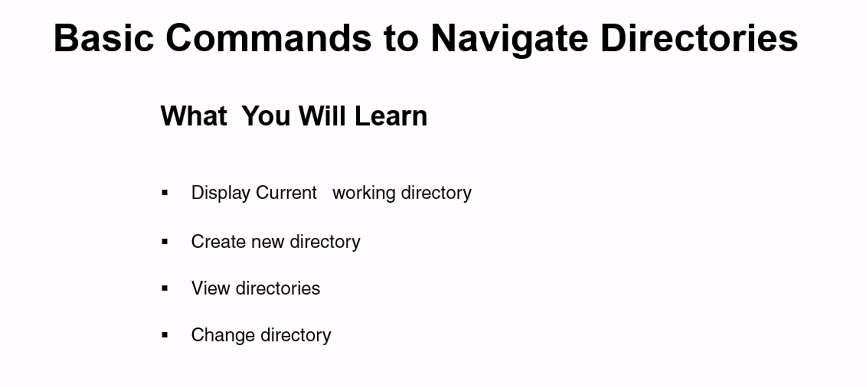 Basic Commands to Navigate Directories
What You Will Learn
▪ Display Current working directory
▪ Create new directory
▪ View directories
▪ Change directory